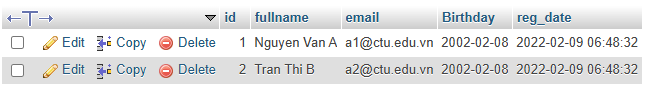 id fullname email Birthday reg_date
Edit Copy Delete 1 Nguyen Van A a1@ctu.edu.vn 2002-02-08 2022-02-09 06:48:32
Edit Copy Delete 2 Tran Thi B a2@ctu.edu.vn 2002-02-08 2022-02-09 06:48:32